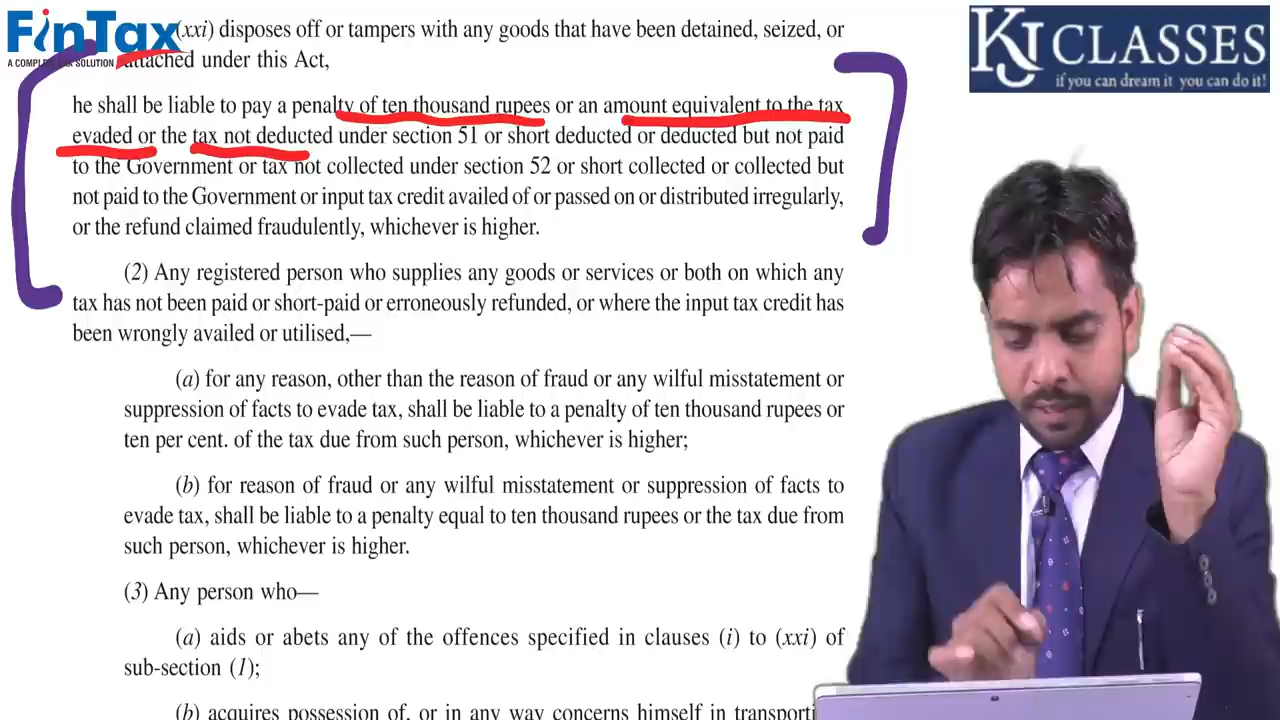 FinTax
A COMPLETE TAX SOLUTION
KJ CLASSES
if you can dream it you can do it!
(xxi) disposes off or tampers with any goods that have been detained, seized, or
attached under this Act,
he shall be liable to pay a penalty of ten thousand rupees or an amount equivalent to the tax
evaded or the tax not deducted under section 51 or short deducted or deducted but not paid
to the Government or tax not collected under section 52 or short collected or collected but
not paid to the Government or input tax credit availed of or passed on or distributed irregularly,
or the refund claimed fraudulently, whichever is higher.
(2) Any registered person who supplies any goods or services or both on which any
tax has not been paid or short-paid or erroneously refunded, or where the input tax credit has
been wrongly availed or utilised,—
(a) for any reason, other than the reason of fraud or any wilful misstatement or
suppression of facts to evade tax, shall be liable to a penalty of ten thousand rupees or
ten per cent. of the tax due from such person, whichever is higher;
(b) for reason of fraud or any wilful misstatement or suppression of facts to
evade tax, shall be liable to a penalty equal to ten thousand rupees or the tax due from
such person, whichever is higher.
(3) Any person who—
(a) aids or abets any of the offences specified in clauses (i) to (xxi) of
sub-section (1);
(b) acquires possession of, or in any way concerns himself in